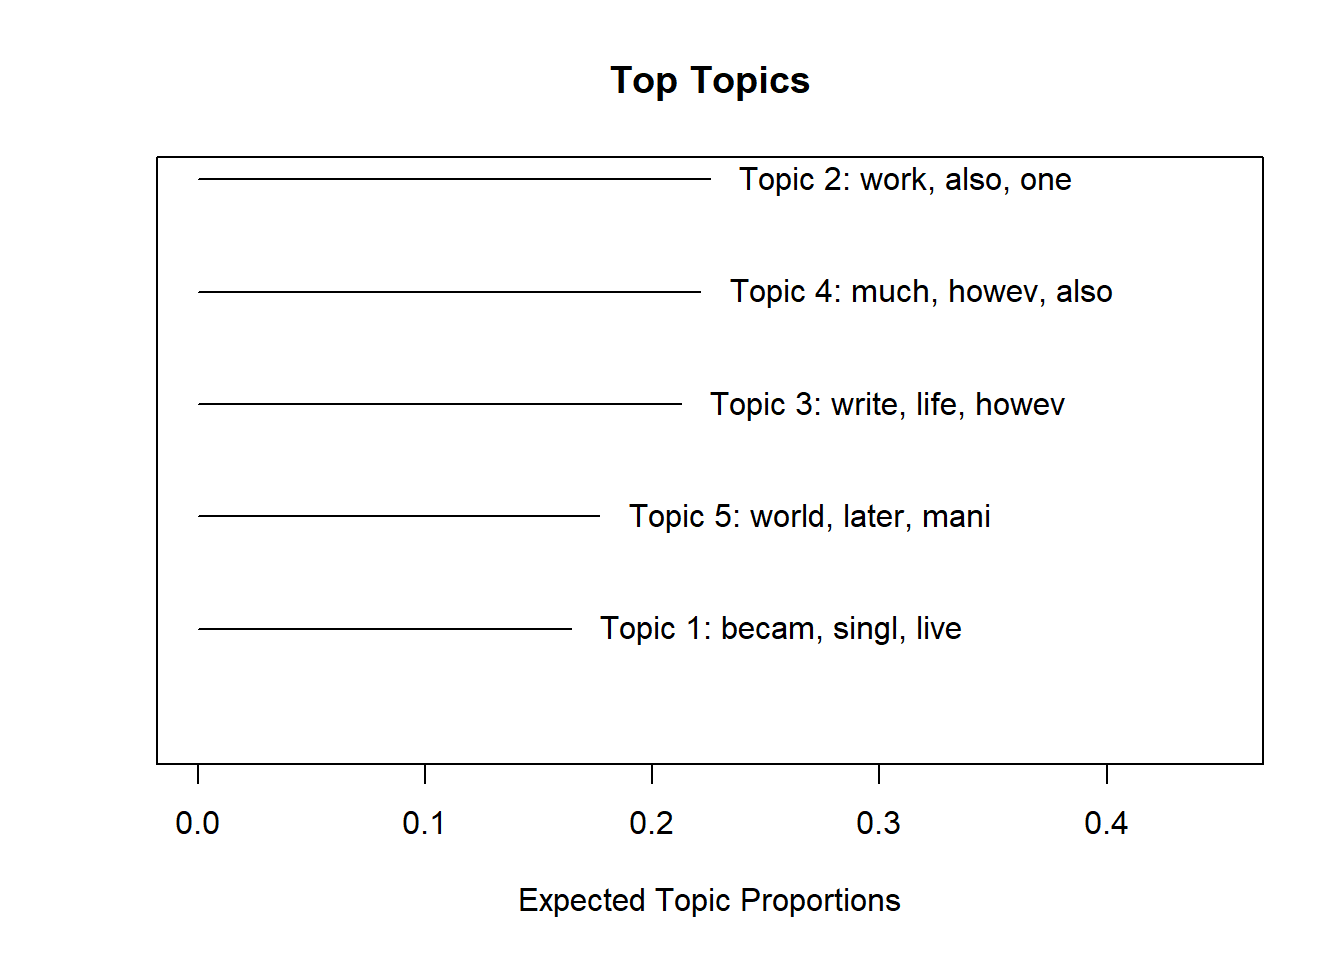 Top Topics
Topic 2: work, also, one
Topic 4: much, howev, also
Topic 3: write, life, howev
Topic 5: world, later, mani
Topic 1: becam, singl, live
0.0 0.1 0.2 0.3 0.4
Expected Topic Proportions